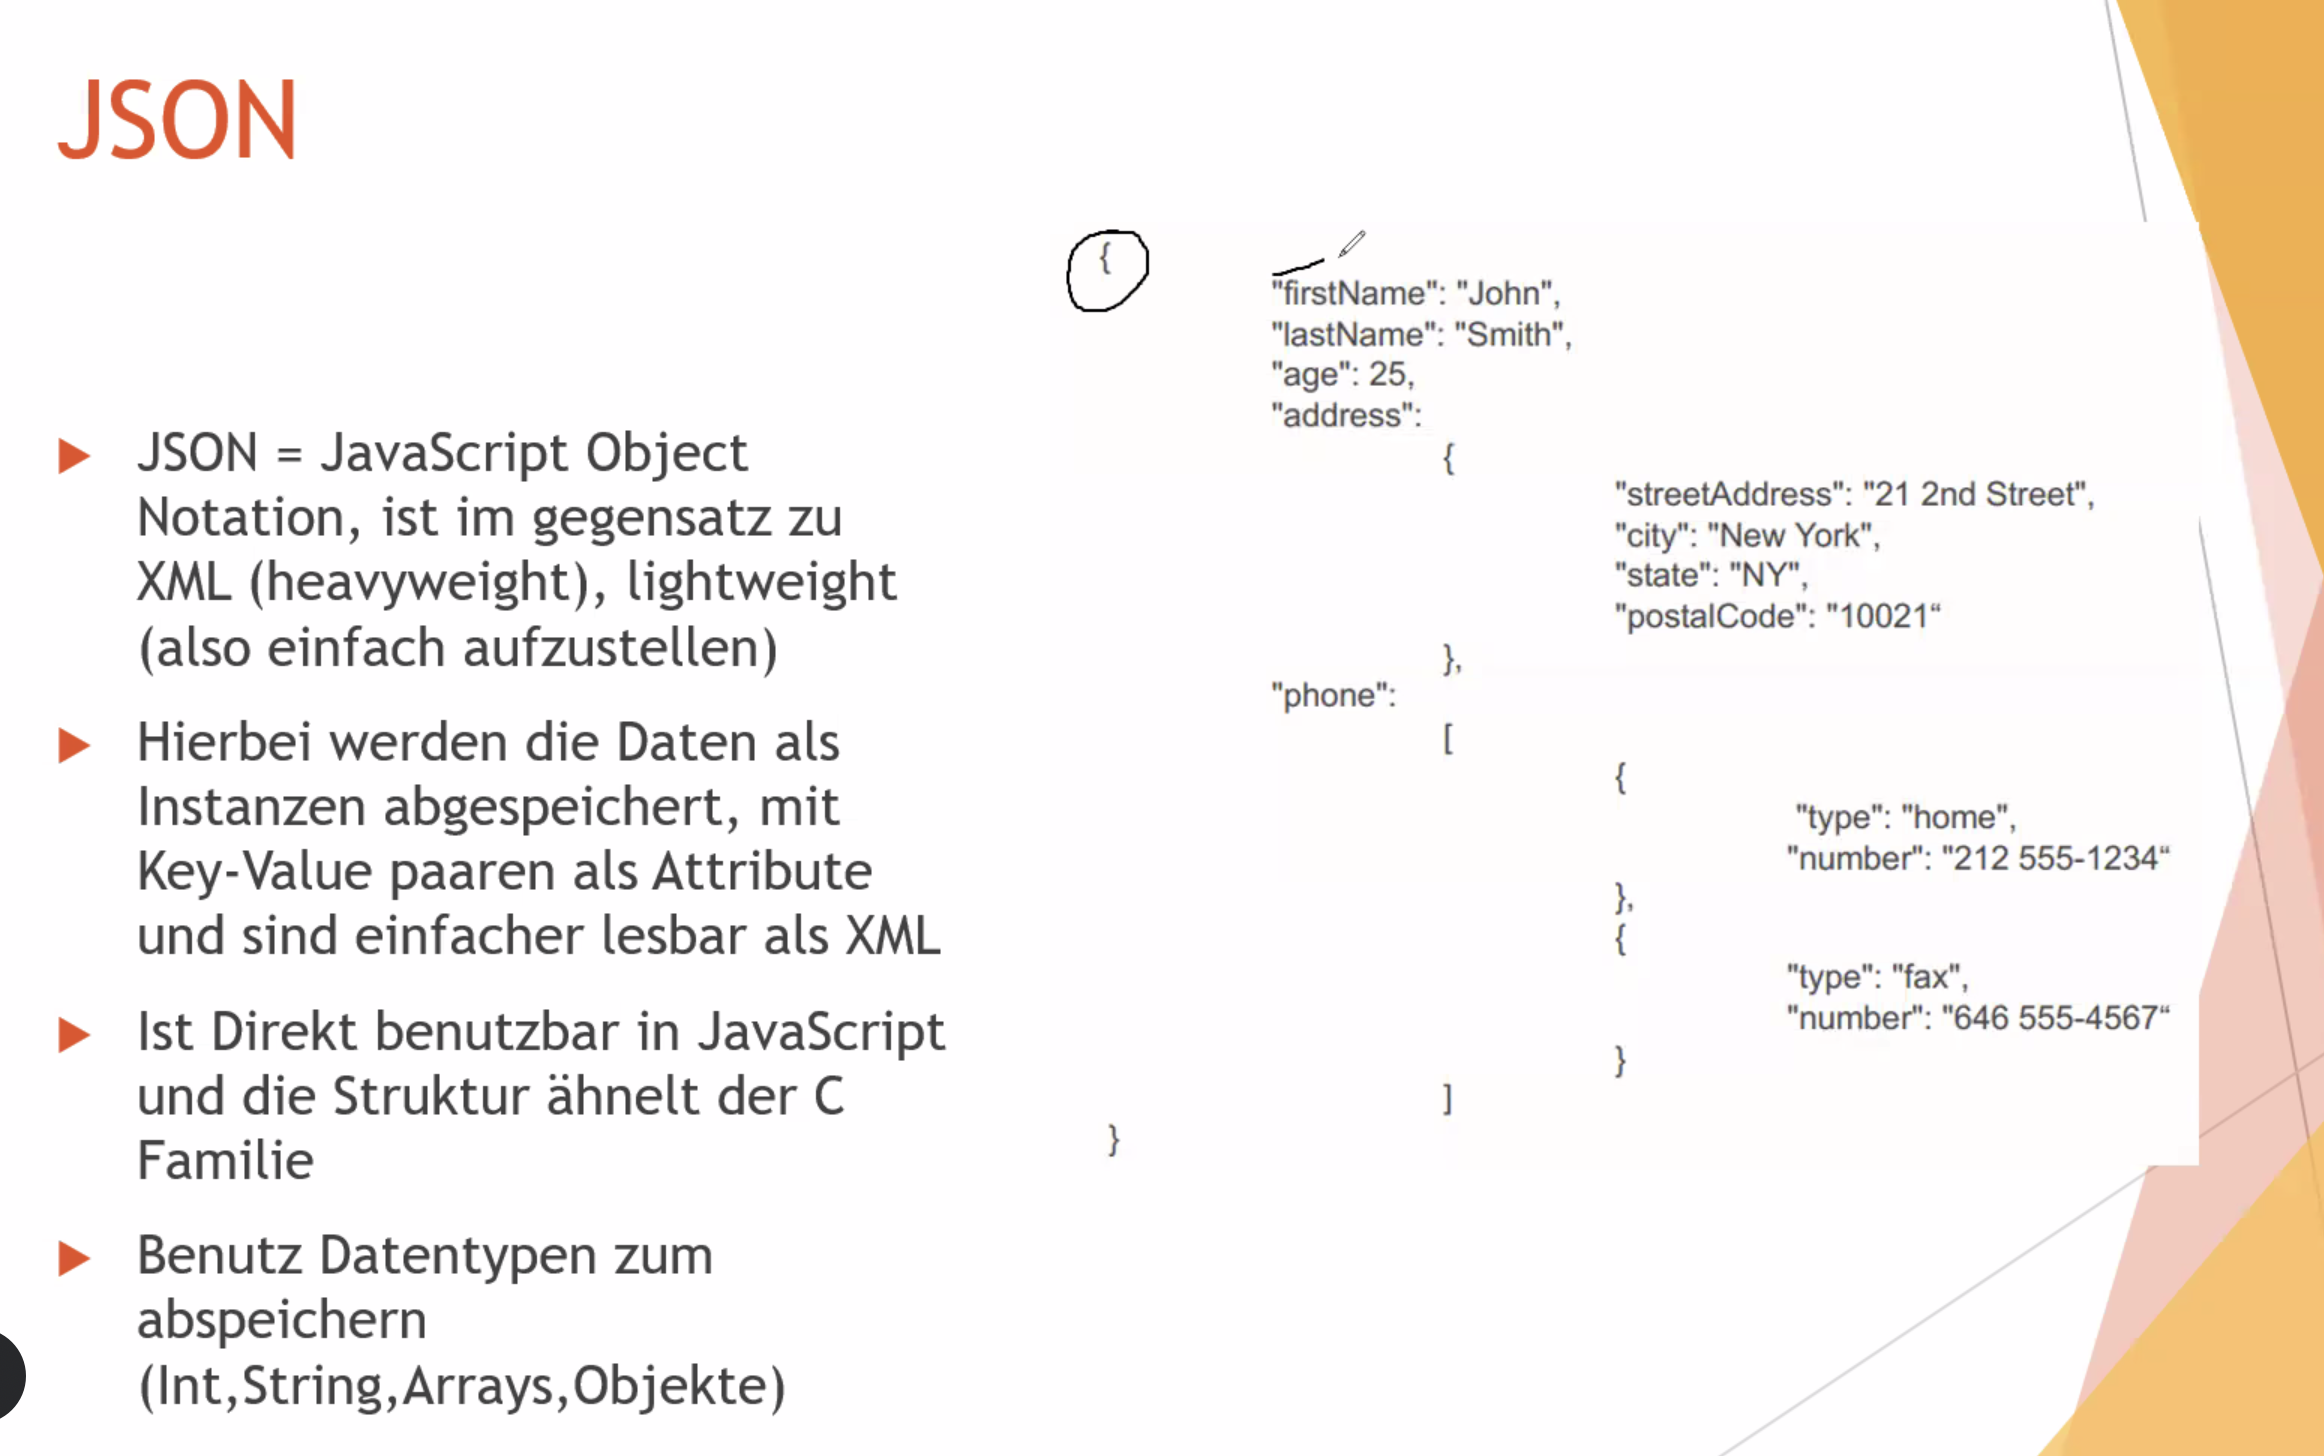 JSON
JSON = JavaScript Object
Notation, ist im gegensatz zu
XML (heavyweight), lightweight
(also einfach aufzustellen)
Hierbei werden die Daten als
Instanzen abgespeichert, mit
Key-Value paaren als Attribute
und sind einfacher lesbar als XML
Ist Direkt benutzbar in JavaScript
und die Struktur ähnelt der C
Familie
Benutz Datentypen zum
abspeichern
(Int,String,Arrays,Objekte)
{
"firstName": "John",
"lastName": "Smith",
"age": 25,
"address":
{
"streetAddress": "21 2nd Street",
"city": "New York",
"state": "NY",
"postalCode": "10021“
},
"phone":
[
{
"type": "home",
"number": "212 555-1234“
},
{
"type": "fax",
"number": "646 555-4567“
}
]
}